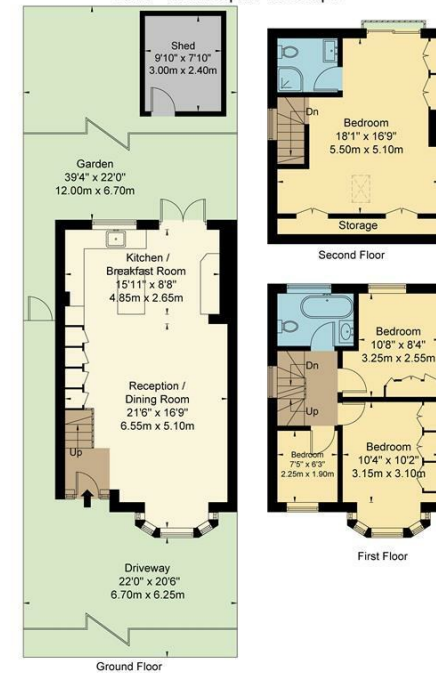 Shed
9'10" x 7'10"
3.00m x 2.40m
Garden
39'4" x 22'0"
12.00m x 6.70m
Kitchen /
Breakfast Room
15'11" x 8'8"
4.85m x 2.65m
Reception /
Dining Room
21'6" x 16'9"
6.55m x 5.10m
Up
Driveway
22'0" x 20'6"
6.70m x 6.25m
Ground Floor
Dn
Bedroom
18'1" x 16'9"
5.50m x 5.10m
Storage
Second Floor
Bedroom
10'8" x 8'4"
3.25m x 2.55m
Dn
Up
Bedroom
7'5" x 6'3"
2.25m x 1.90m
Bedroom
10'4" x 10'2"
3.15m x 3.10m
First Floor